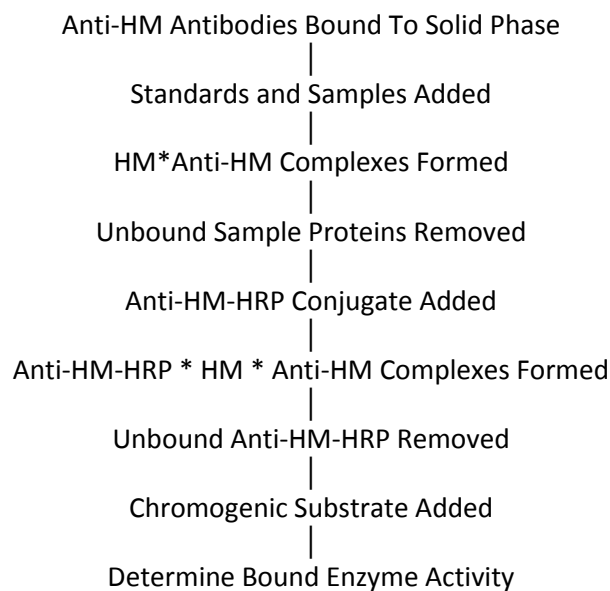 Anti-HM Antibodies Bound To Solid Phase
Standards and Samples Added
HM*Anti-HM Complexes Formed
Unbound Sample Proteins Removed
Anti-HM-HRP Conjugate Added
Anti-HM-HRP * HM * Anti-HM Complexes Formed
Unbound Anti-HM-HRP Removed
Chromogenic Substrate Added
Determine Bound Enzyme Activity